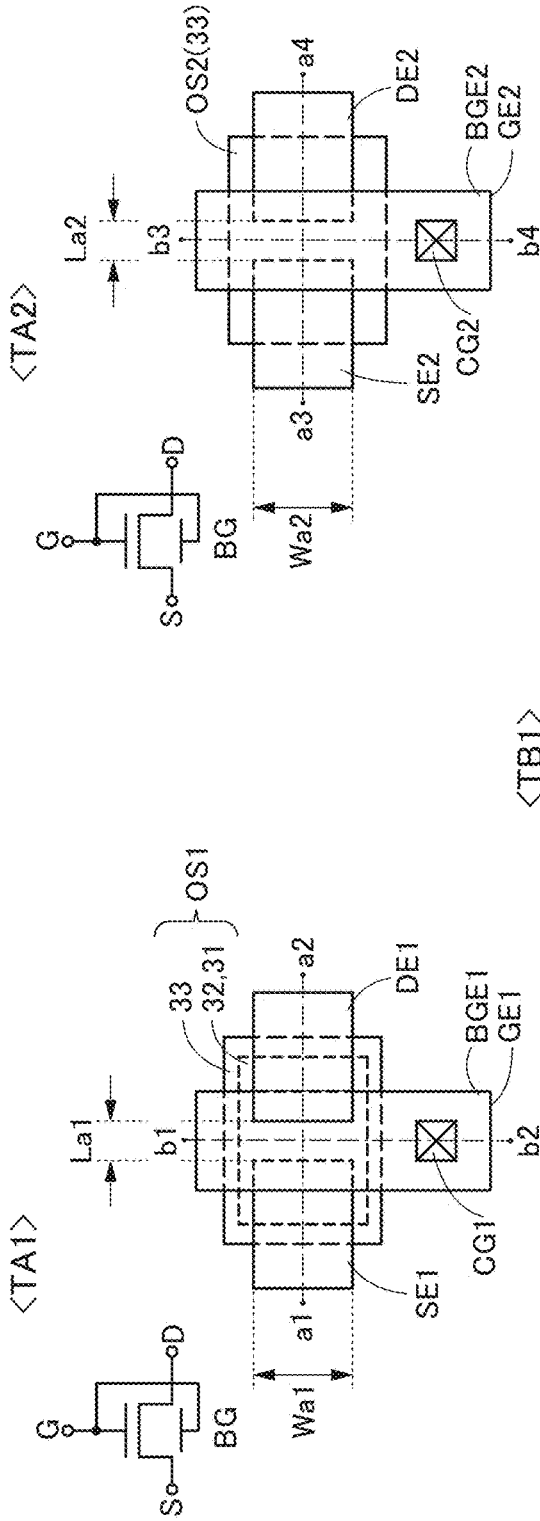 <TA1>
G
S
D
BG
La1
b1
33
32,31
OS1
a1
a2
Wa1
SE1
DE1
CG1
BGE1
GE1
b2
<TA2>
G
S
D
BG
La2
b3
OS2(33)
a3
a4
Wa2
SE2
DE2
CG2
BGE2
GE2
b4
<TB1>